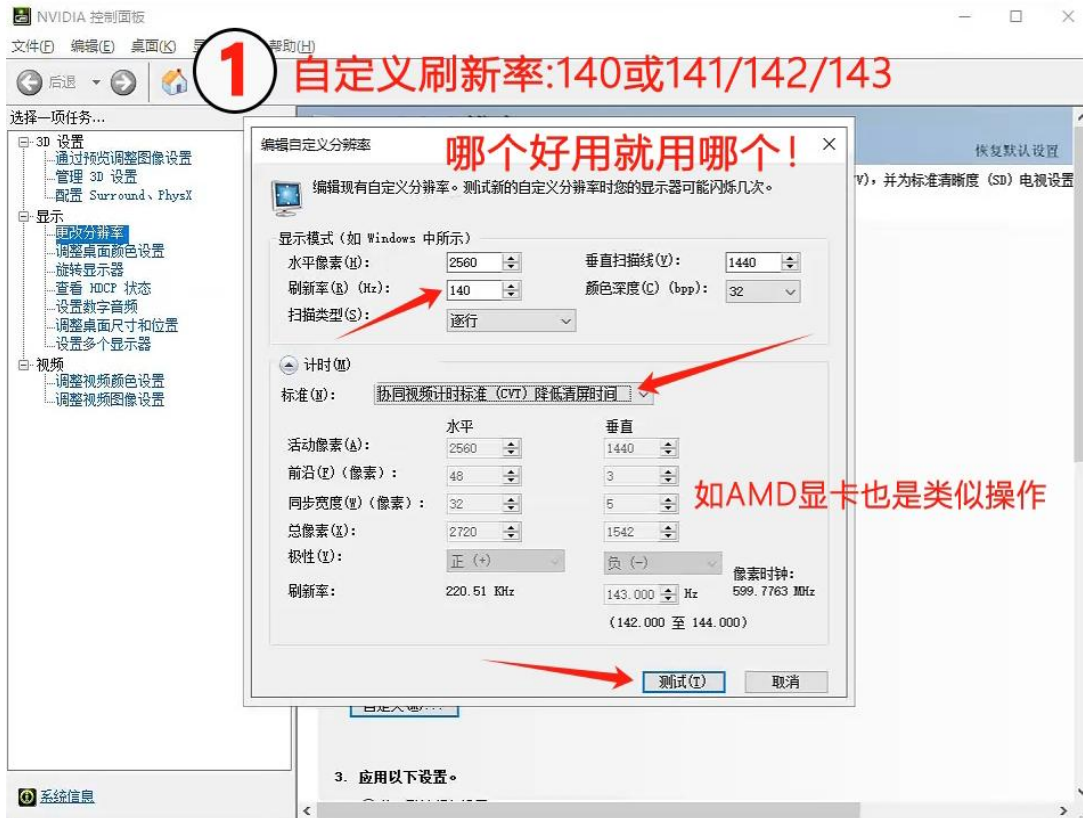 NVIDIA 控制面板
文件(F) 编辑(E) 桌面(K) 帮助(H)
1
自定义刷新率:140或141/142/143
后退
选择一项任务...
3D 设置
通过预览调整图像设置
管理 3D 设置
配置 Surround、PhysX
显示
更改分辨率
调整桌面颜色设置
旋转显示器
查看 HDCP 状态
设置数字音频
调整桌面尺寸和位置
设置多个显示器
视频
调整视频颜色设置
调整视频图像设置
系统信息
恢复默认设置
V),并为标准清晰度 (SD) 电视设置
编辑自定义分辨率
哪个好用就用哪个!
编辑现有自定义分辨率。测试新的自定义分辨率时您的显示器可能闪烁几次。
显示模式(如 Windows 中所示)
水平像素(H): 2560 垂直扫描线(V): 1440
刷新率(R) (Hz): 140 颜色深度(C) (bpp): 32
扫描类型(S): 逐行
计时(M)
标准(N): 协同视频计时标准 (CVT) 降低清屏时间
水平 垂直
活动像素(A): 2560 1440
前沿(F)(像素): 48 3
同步宽度(W)(像素): 32 5
如AMD显卡也是类似操作
总像素(X): 2720 1542
极性(Y): 正 (+) 负 (-)
像素时钟:
刷新率: 220.51 KHz 143.000 Hz 599.7763 MHz
(142.000 至 144.000)
测试(T) 取消
3. 应用以下设置。